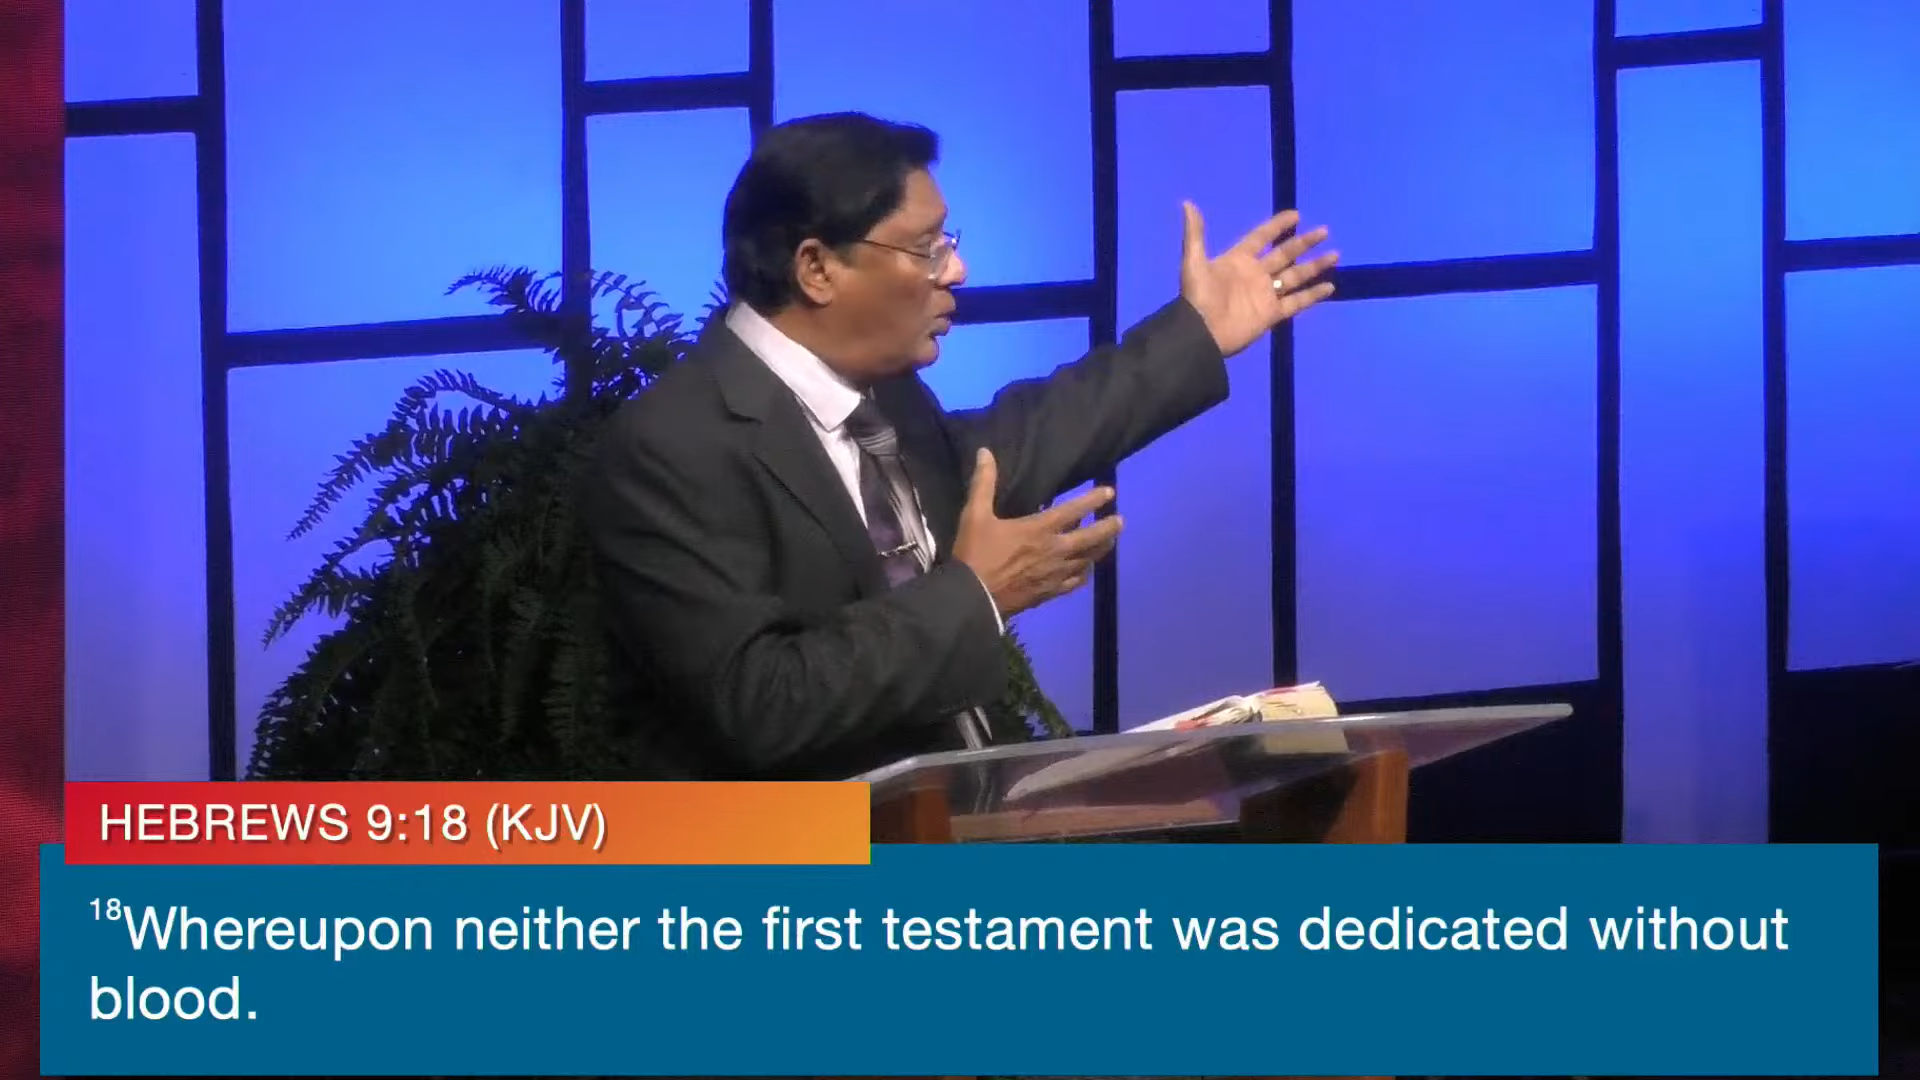 HEBREWS 9:18 (KJV)
18Whereupon neither the first testament was dedicated without
blood.